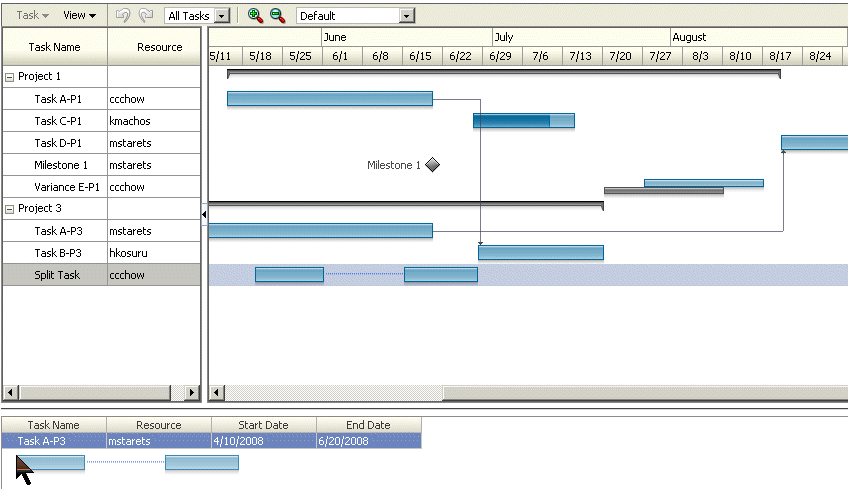 Task View All Tasks Default
Task Name Resource June July August
5/11 5/18 5/25 6/1 6/8 6/15 6/22 6/29 7/6 7/13 7/20 7/27 8/3 8/10 8/17 8/24
Project 1
Task A-P1 ccchow
Task C-P1 kmachos
Task D-P1 mstarets
Milestone 1 mstarets Milestone 1
Variance E-P1 ccchow
Project 3
Task A-P3 mstarets
Task B-P3 hkosuru
Split Task ccchow
Task Name Resource Start Date End Date
Task A-P3 mstarets 4/10/2008 6/20/2008